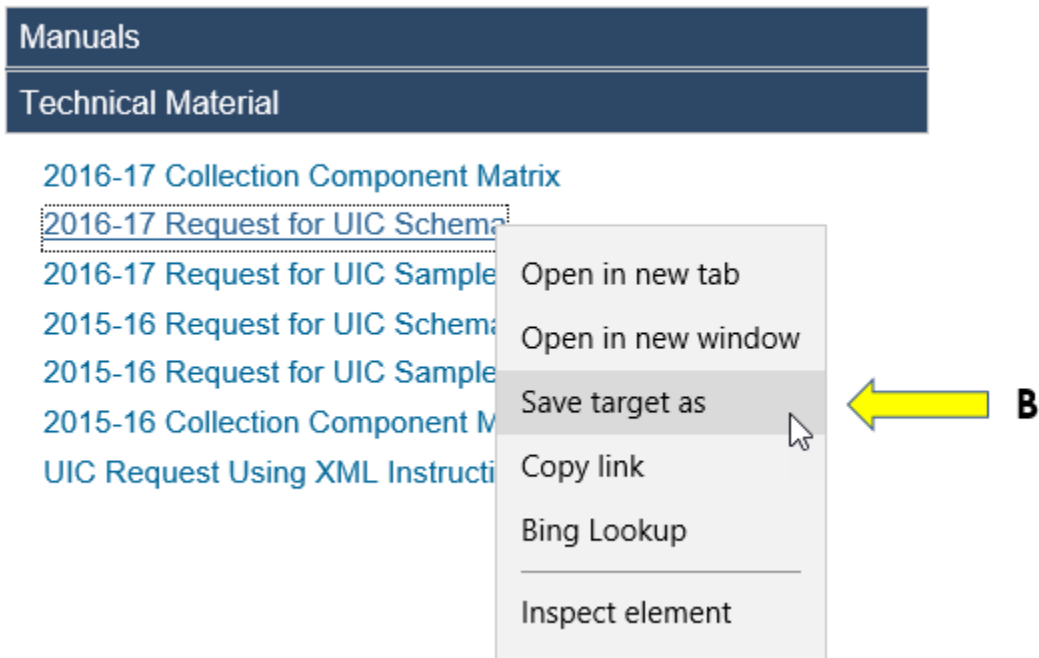 Manuals
Technical Material
2016-17 Collection Component Matrix
2016-17 Request for UIC Schema
2016-17 Request for UIC Sample
2015-16 Request for UIC Schema
2015-16 Request for UIC Sample
2015-16 Collection Component M
UIC Request Using XML Instructi
Open in new tab
Open in new window
Save target as
B
Copy link
Bing Lookup
Inspect element